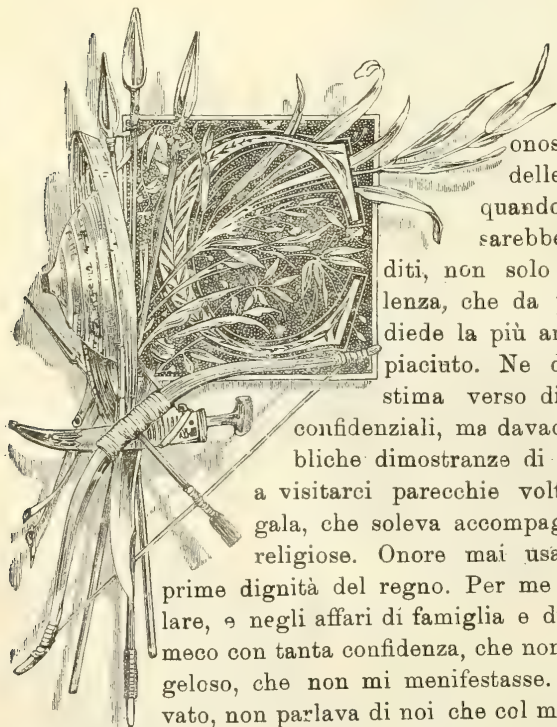 C
onos
delle
quando
sarebbe
diti, non solo
lenza, che da
diede la più a
piaciuto. Ne
stima verso di
confidenziali, ma dava
bliche dimostranze di
a visitarci parecchie vol
gala, che soleva accompag
religiose. Onore mai usa
prime dignità del regno. Per me
lare, e negli affari di famiglia e d
meco con tanta confidenza, che nor
geloso, che non mi menifestasse.
vato, non parlava di noi che col m